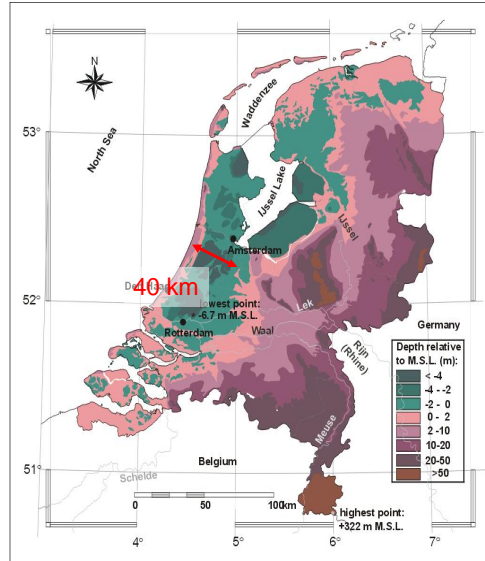 N
53°
52°
51°
4°
5°
6°
7°
North Sea
Waddenzee
IJssel Lake
IJssel
Amsterdam
40 km
Den Haag
lowest point:
-6.7 m M.S.L.
Rotterdam
Lek
Waal
Rijn
(Rhine)
Germany
Meuse
Belgium
Schelde
0
50
100km
highest point:
+322 m M.S.L.
Depth relative
to M.S.L. (m):
< -4
-4 - -2
-2 - 0
0 - 2
2 -10
10-20
20-50
>50